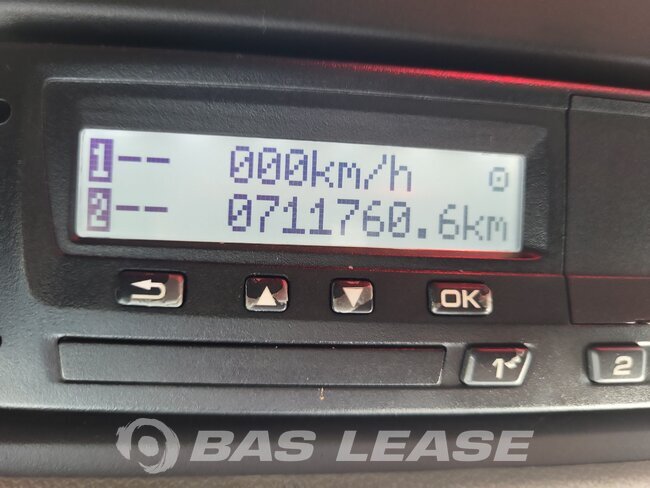 1-- 000km/h
2-- 0711760.6km
OK
1
2
BAS LEASE